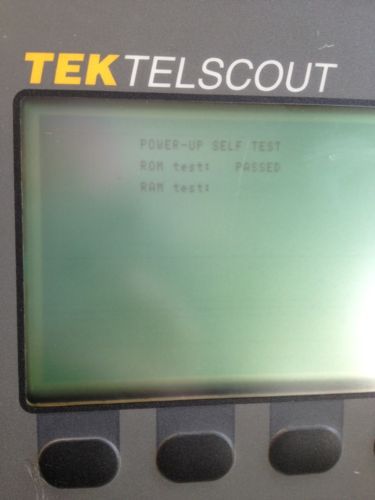 TEKTELSCOUT
POWER-UP SELF TEST
ROM test: PASSED
RAM test: